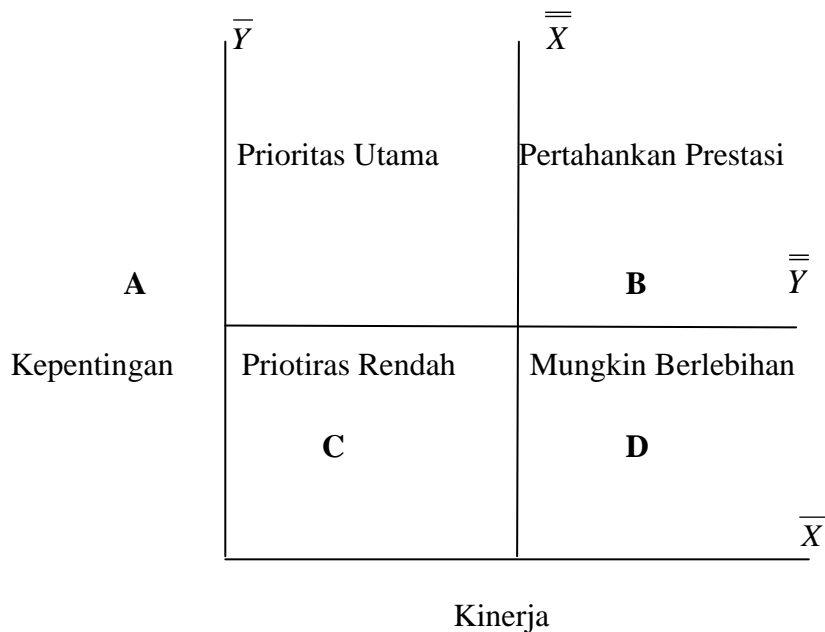 Y̅ X̿
Prioritas Utama Pertahankan Prestasi
A B Y̿
Kepentingan Priotiras Rendah Mungkin Berlebihan
C D
X̅
Kinerja